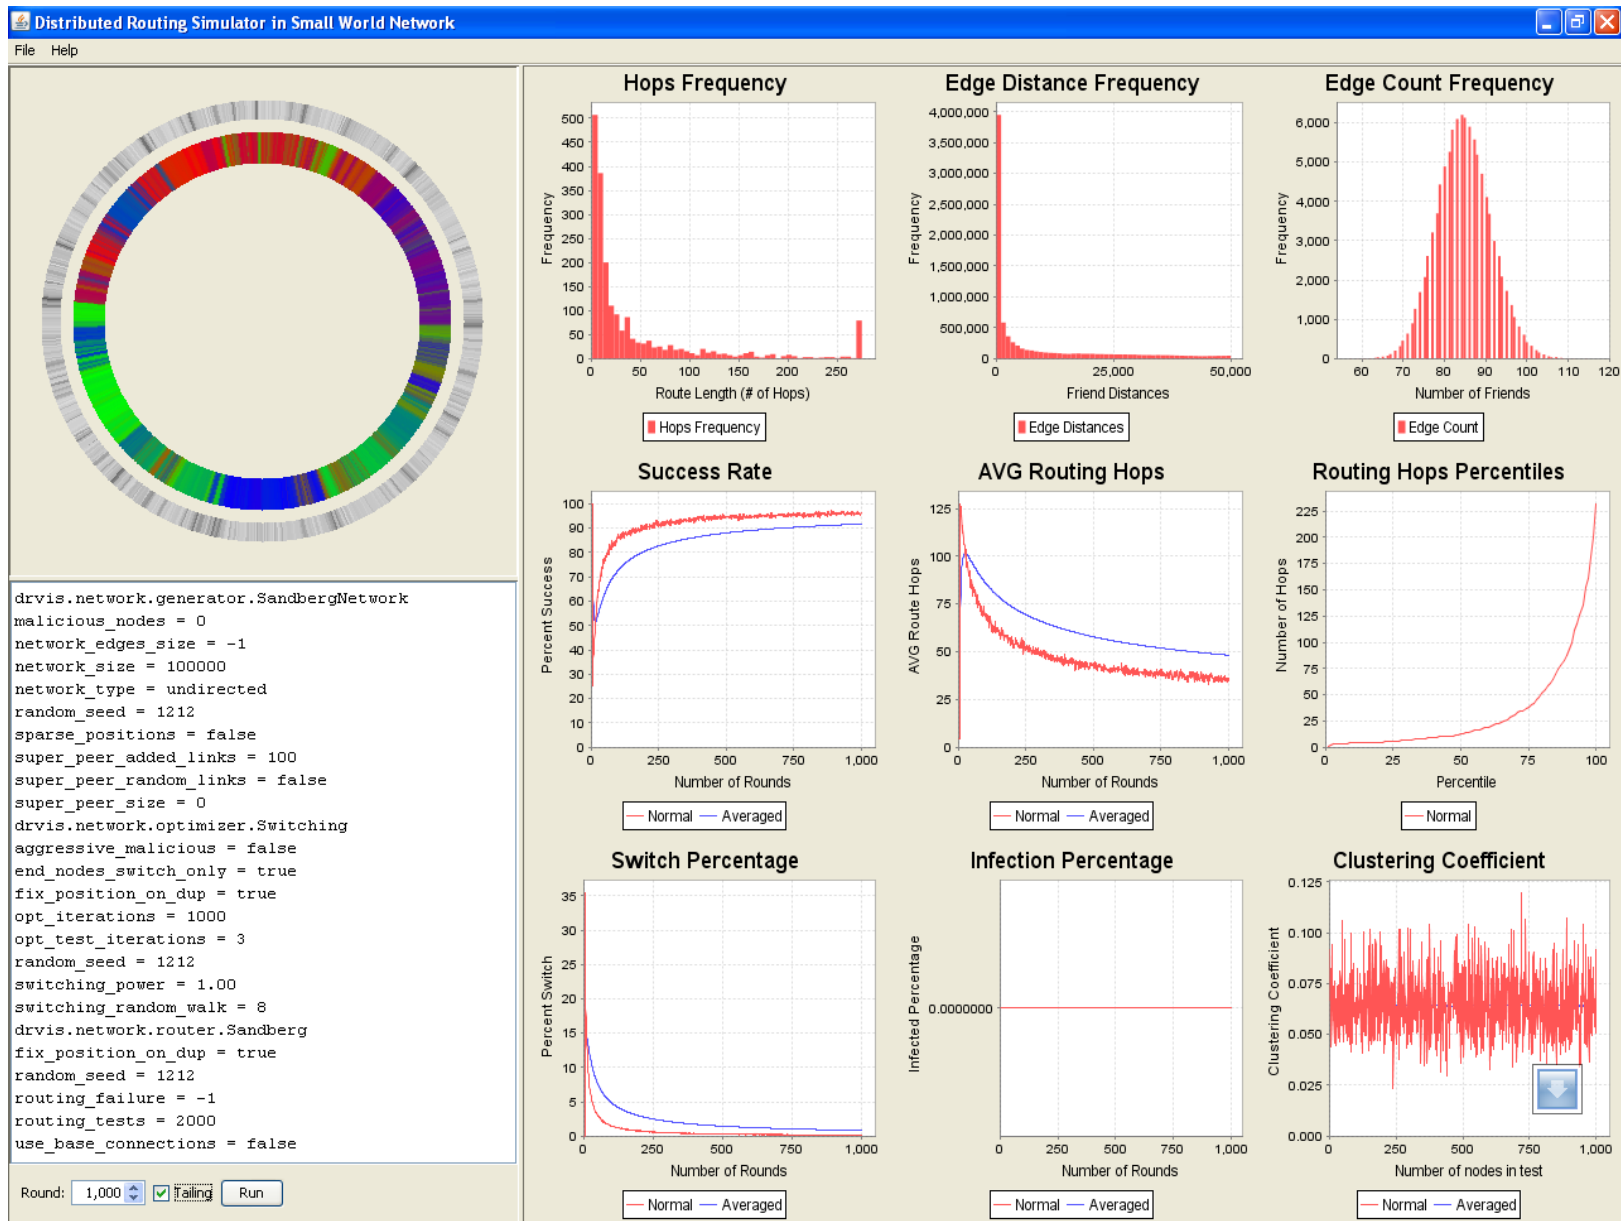 Distributed Routing Simulator in Small World Network
File Help
drvis.network.generator.SandbergNetwork
malicious_nodes = 0
network_edges_size = -1
network_size = 100000
network_type = undirected
random_seed = 1212
sparse_positions = false
super_peer_added_links = 100
super_peer_random_links = false
super_peer_size = 0
drvis.network.optimizer.Switching
aggressive_malicious = false
end_nodes_switch_only = true
fix_position_on_dup = true
opt_iterations = 1000
opt_test_iterations = 3
random_seed = 1212
switching_power = 1.00
switching_random_walk = 8
drvis.network.router.Sandberg
fix_position_on_dup = true
random_seed = 1212
routing_failure = -1
routing_tests = 2000
use_base_connections = false
Round: 1,000 Tailing Run
Hops Frequency
Frequency
500
450
400
350
300
250
200
150
100
50
0
0 50 100 150 200 250
Route Length (# of Hops)
Hops Frequency
Edge Distance Frequency
Frequency
4,000,000
3,500,000
3,000,000
2,500,000
2,000,000
1,500,000
1,000,000
500,000
0
0 25,000 50,000
Friend Distances
Edge Distances
Edge Count Frequency
Frequency
6,000
5,000
4,000
3,000
2,000
1,000
0
60 70 80 90 100 110 120
Number of Friends
Edge Count
Success Rate
Percent Success
100
90
80
70
60
50
40
30
20
10
0
0 250 500 750 1,000
Number of Rounds
Normal Averaged
AVG Routing Hops
AVG Route Hops
125
100
75
50
25
0
0 250 500 750 1,000
Number of Rounds
Normal Averaged
Routing Hops Percentiles
Number of Hops
225
200
175
150
125
100
75
50
25
0
0 25 50 75 100
Percentile
Normal
Switch Percentage
Percent Switch
35
30
25
20
15
10
5
0
0 250 500 750 1,000
Number of Rounds
Normal Averaged
Infection Percentage
Infected Percentage
0.0000000
0 250 500 750 1,000
Number of Rounds
Normal Averaged
Clustering Coefficient
Clustering Coefficient
0.125
0.100
0.075
0.050
0.025
0.000
0 250 500 750 1,000
Number of nodes in test
Normal Averaged